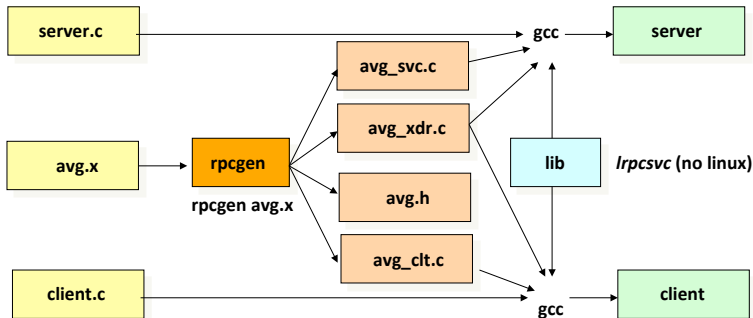 server.c
gcc
server
avg_svc.c
avg_xdr.c
avg.x
rpcgen
lib
lrpcsvc (no linux)
rpcgen avg.x
avg.h
avg_clt.c
client.c
gcc
client